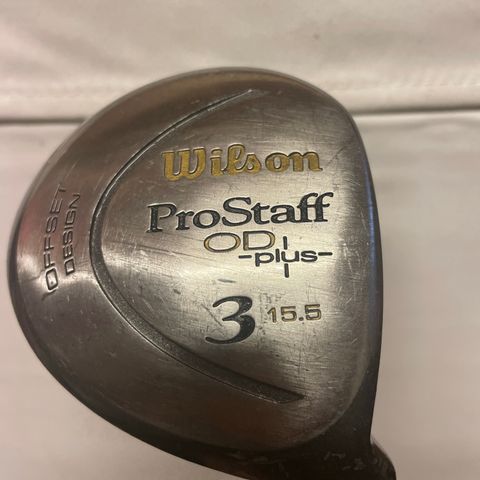 Wilson
ProStaff
OD
-plus-
3 15.5
OFFSET
DESIGN